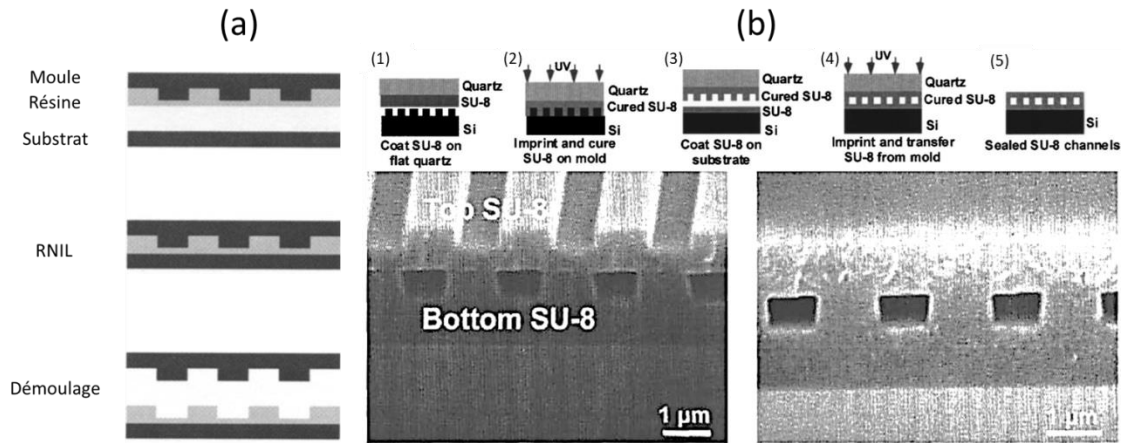 (a)
Moule
Résine
Substrat
RNIL
Démoulage
(b)
(1)
Quartz
SU-8
Si
Coat SU-8 on
flat quartz
(2)
UV
Quartz
Cured SU-8
Si
Imprint and cure
SU-8 on mold
(3)
Quartz
Cured SU-8
SU-8
Si
Coat SU-8 on
substrate
(4)
UV
Quartz
Cured SU-8
Si
Imprint and transfer
SU-8 from mold
(5)
Sealed SU-8 channels
Top SU-8
Bottom SU-8
1 µm
1 µm